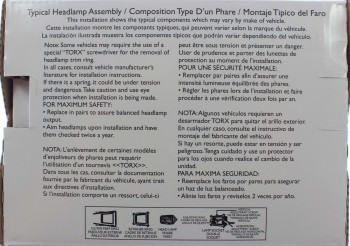 Typical Headlamp Assembly / Composition Type D'un Phare / Montaje Típico del Faro
This installation shows the typical components which may vary by make of vehicle.
Cette installation montre les components typiques, qui peuvent varier selon la marque du véhicule.
La instalación ilustra muestra los componentes típicos que podrán variar dependiendo del modelo del vehículo.
Note: Some vehicles may require the use of a
special "TORX" screwdriver for the removal of
headlamp trim ring.
In all cases, consult vehicle manufacturer's
literature for installation instructions.
If there is a spring, it could be under tension
and dangerous. Take caution and use eye
protection when installation is being made.
FOR MAXIMUM SAFETY:
• Replace in pairs to assure balanced headlamp
output.
• Aim headlamps upon installation and have
them checked twice a year.
NOTA: L'enlèvement de certaines modèles
d'enjoliveurs de phares peut requérir
l'utilisation d'un tournevis <<TORX>>.
Dans tous les cas, consulter la documentation
fournie par le fabricant du véhicule, ayant trait
aux directives d'installation.
Si l'installation comporte un ressort, celui-ci
peut être sous tension et présenter un danger.
User de prudence et porter des lunettes de
protection au moment de l'installation.
POUR UNE SÉCURITÉ MAXIMALE:
• Remplacer par paires afin d'assurer une
intensité lumineuse équilibrée des phares.
• Régler les phares lors de l'installation et faire
procéder à une vérification deux fois par an.
NOTA: Algunos vehículos requieren un
desarmador TORX para quitar el arillo exterior.
En cualquier caso, consulte el instructivo de
montaje del fabricante del vehículo.
Si hay un resorte, puede estar en tensión y ser
peligroso. Tenga cuidado y use un protector
para los ojos cuando realice el cambio de la
unidad.
PARA MAXIMA SEGURIDAD:
• Reemplace los faros por pares para asegurar
un haz de luz balanceado.
• Alinie los faros y revíselos 2 veces por año.
HEAD LAMP
PHARE
FARO